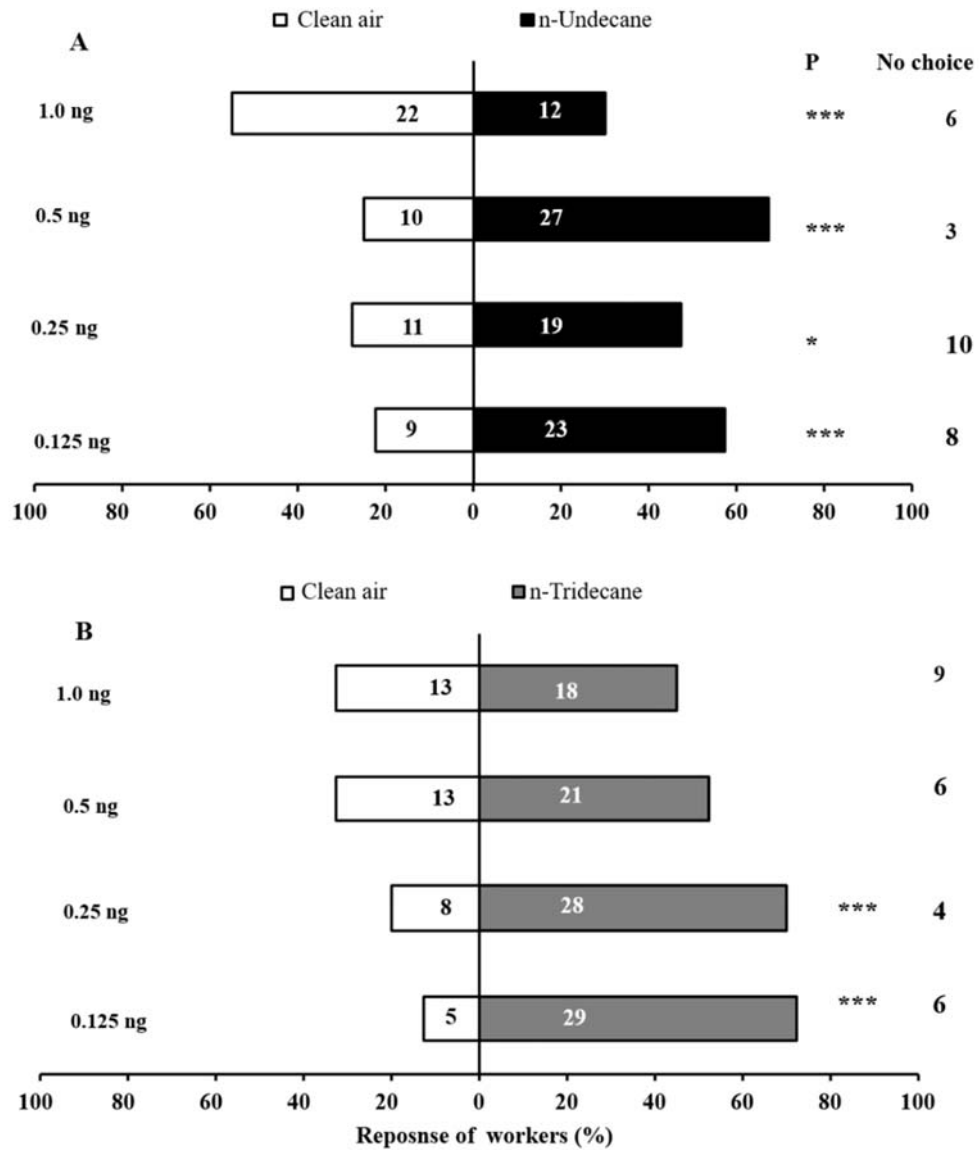 Clean air n-Undecane
A P No choice
1.0 ng 22 12 *** 6
0.5 ng 10 27 *** 3
0.25 ng 11 19 * 10
0.125 ng 9 23 *** 8
100 80 60 40 20 0 20 40 60 80 100
Clean air n-Tridecane
B
1.0 ng 13 18 9
0.5 ng 13 21 6
0.25 ng 8 28 *** 4
0.125 ng 5 29 *** 6
100 80 60 40 20 0 20 40 60 80 100
Reposnse of workers (%)